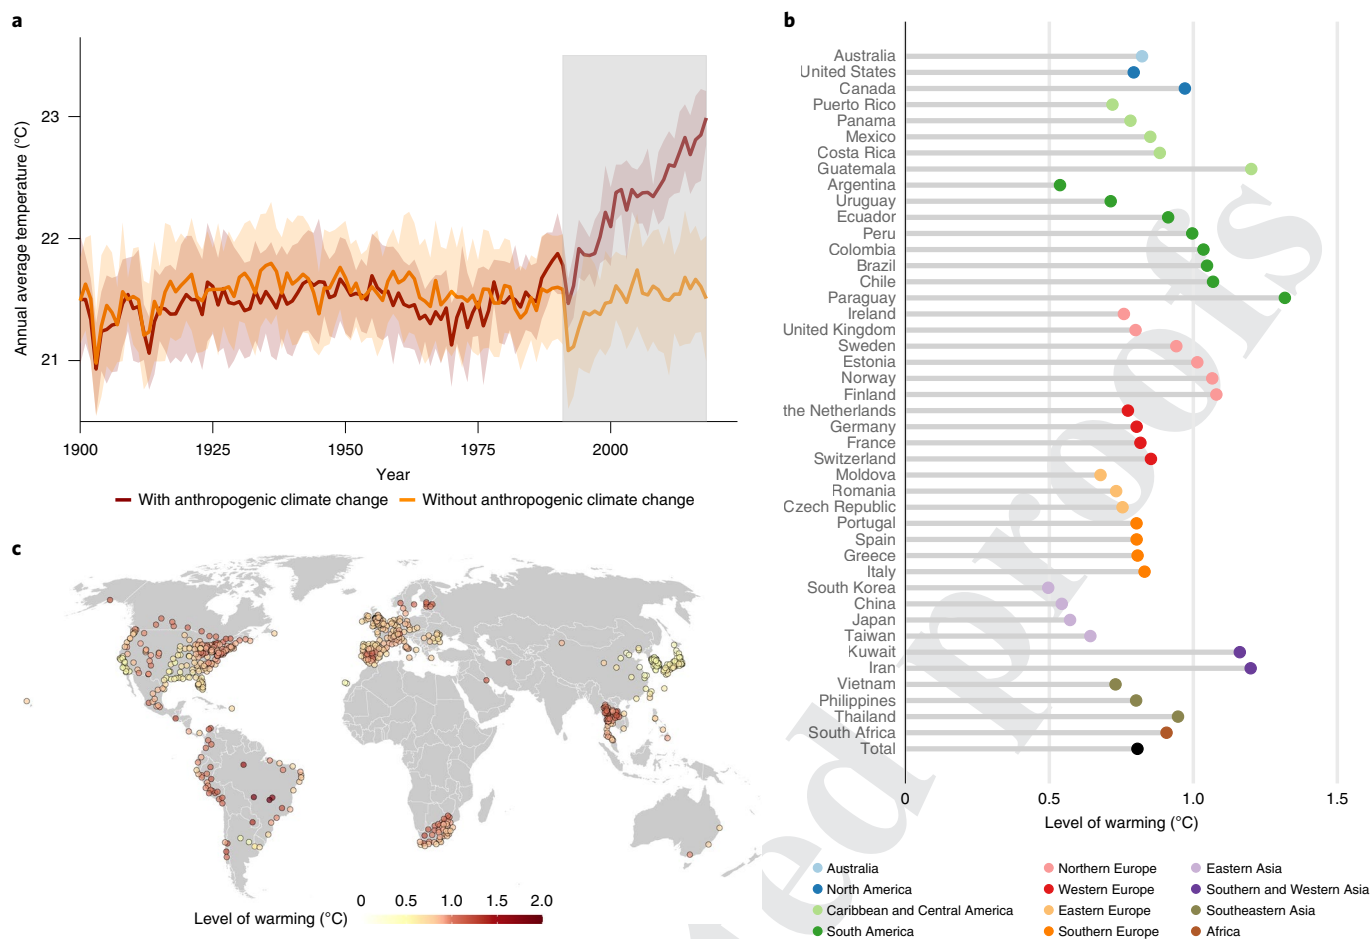 a
Annual average temperature (°C)
23
22
21
1900
1925
1950
1975
2000
Year
With anthropogenic climate change
Without anthropogenic climate change
b
Australia
United States
Canada
Puerto Rico
Panama
Mexico
Costa Rica
Guatemala
Argentina
Uruguay
Ecuador
Peru
Colombia
Brazil
Chile
Paraguay
Ireland
United Kingdom
Sweden
Estonia
Norway
Finland
the Netherlands
Germany
France
Switzerland
Moldova
Romania
Czech Republic
Portugal
Spain
Greece
Italy
South Korea
China
Japan
Taiwan
Kuwait
Iran
Vietnam
Philippines
Thailand
South Africa
Total
0
0.5
1.0
1.5
Level of warming (°C)
Australia
North America
Caribbean and Central America
South America
Northern Europe
Western Europe
Eastern Europe
Southern Europe
Eastern Asia
Southern and Western Asia
Southeastern Asia
Africa
c
0
0.5
1.0
1.5
2.0
Level of warming (°C)
ed proofs